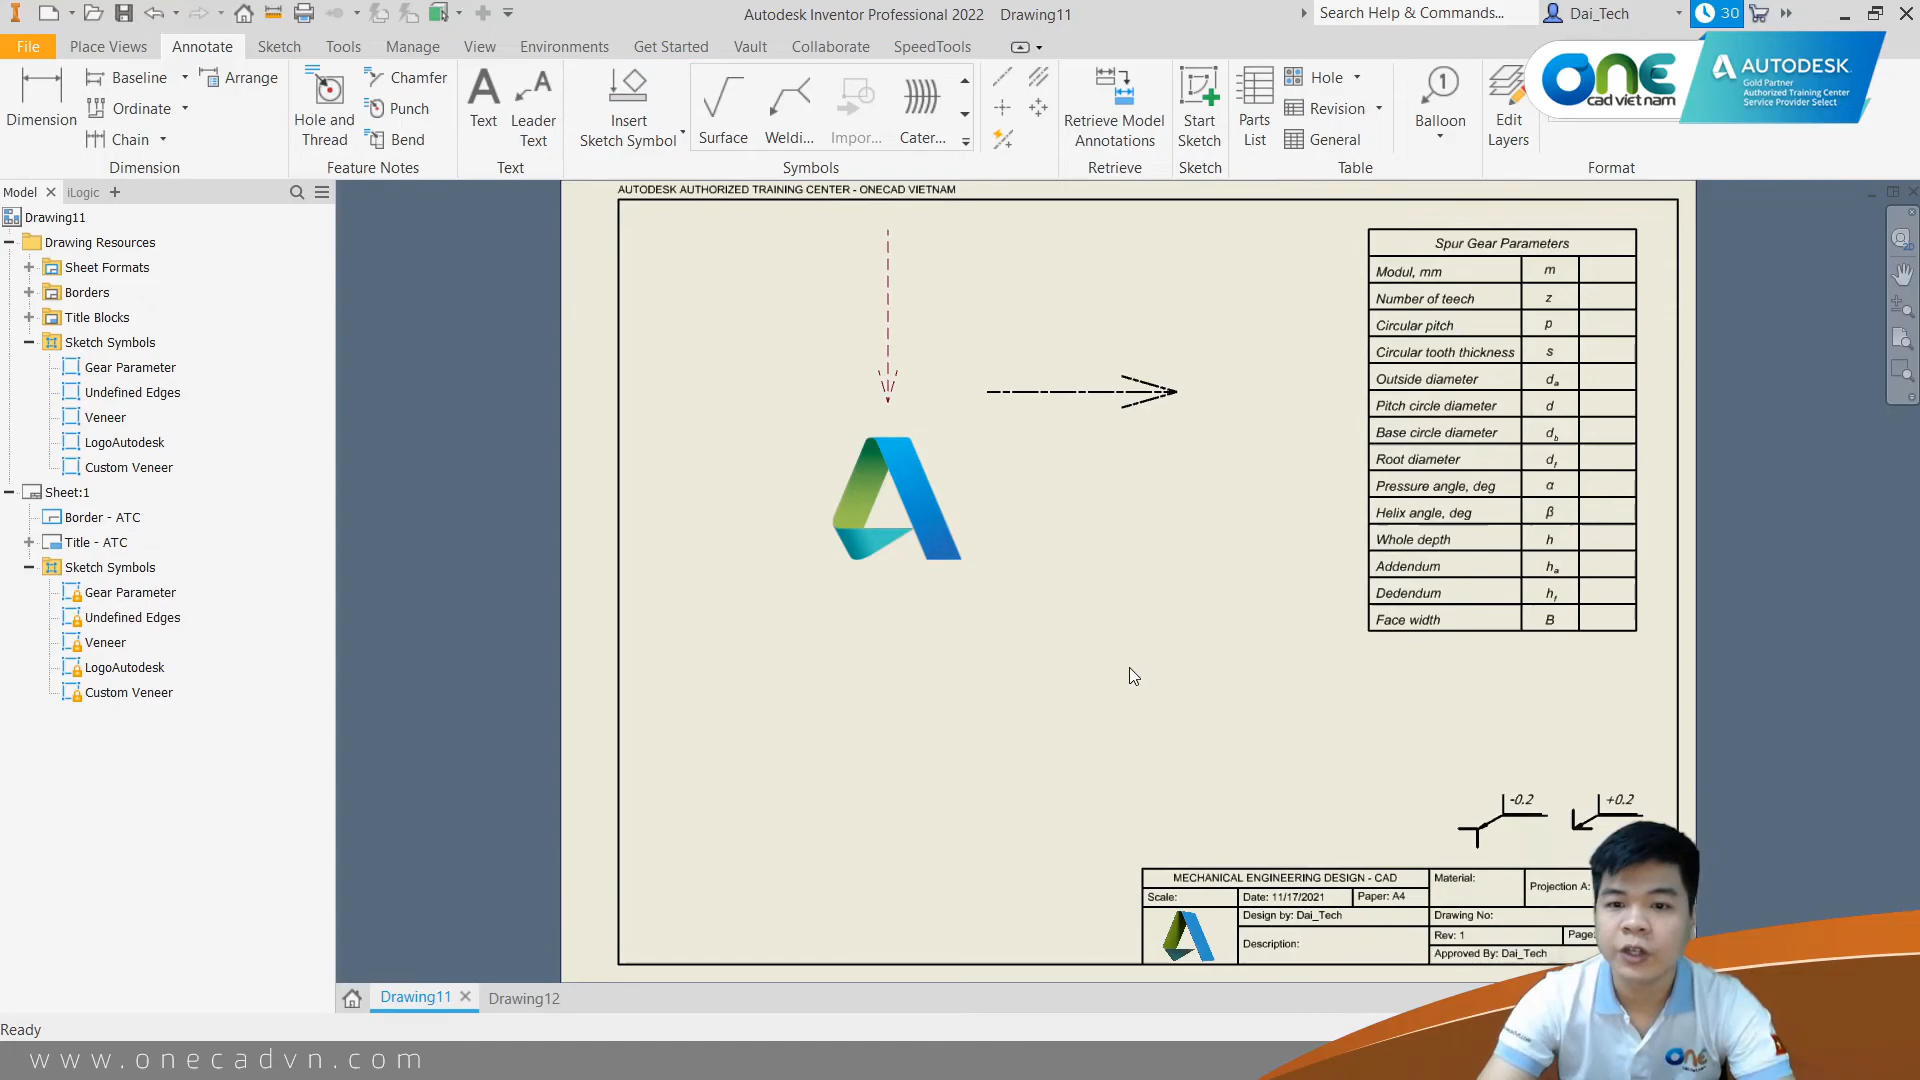 Autodesk Inventor Professional 2022 Drawing11
Search Help & Commands...
Dai_Tech
30
File Place Views Annotate Sketch Tools Manage View Environments Get Started Vault Collaborate SpeedTools
Dimension
Baseline
Ordinate
Chain
Arrange
Dimension
Hole and Thread
Chamfer
Punch
Bend
Feature Notes
Text
Leader Text
Text
Insert Sketch Symbol
Surface
Weldi...
Impor...
Cater...
Symbols
Retrieve Model Annotations
Retrieve
Start Sketch
Sketch
Parts List
Hole
Revision
General
Table
Balloon
Edit Layers
Format
ONE
cad viet nam
AUTODESK.
Gold Partner
Authorized Training Center
Service Provider Select
Model
iLogic
Drawing11
Drawing Resources
Sheet Formats
Borders
Title Blocks
Sketch Symbols
Gear Parameter
Undefined Edges
Veneer
LogoAutodesk
Custom Veneer
Sheet:1
Border - ATC
Title - ATC
Sketch Symbols
Gear Parameter
Undefined Edges
Veneer
LogoAutodesk
Custom Veneer
AUTODESK AUTHORIZED TRAINING CENTER - ONECAD VIETNAM
Spur Gear Parameters
Modul, mm m
Number of teech z
Circular pitch p
Circular tooth thickness s
Outside diameter da
Pitch circle diameter d
Base circle diameter db
Root diameter df
Pressure angle, deg α
Helix angle, deg β
Whole depth h
Addendum ha
Dedendum hf
Face width B
-0.2 +0.2
MECHANICAL ENGINEERING DESIGN - CAD
Scale:
Date: 11/17/2021
Paper: A4
Design by: Dai_Tech
Description:
Material:
Projection A:
Drawing No:
Rev: 1
Page:
Approved By: Dai_Tech
Drawing11
Drawing12
Ready
www.onecadvn.com
ONE